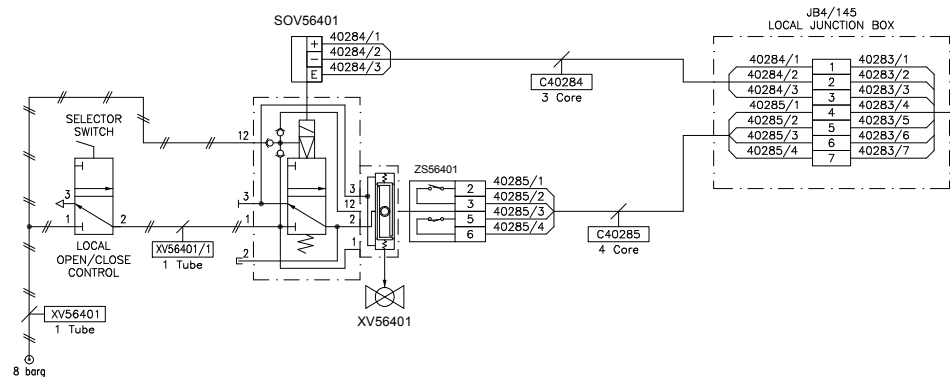 JB4/145
LOCAL JUNCTION BOX
SOV56401
+
−
E
40284/1
40284/2
40284/3
C40284
3 Core
40284/1
40284/2
40284/3
40285/1
40285/2
40285/3
40285/4
1
2
3
4
5
6
7
40283/1
40283/2
40283/3
40283/4
40283/5
40283/6
40283/7
SELECTOR
SWITCH
3
1
2
LOCAL
OPEN/CLOSE
CONTROL
XV56401/1
1 Tube
12
3
1
2
3
12
2
1
ZS56401
2
3
5
6
40285/1
40285/2
40285/3
40285/4
C40285
4 Core
XV56401
XV56401
1 Tube
8 barg